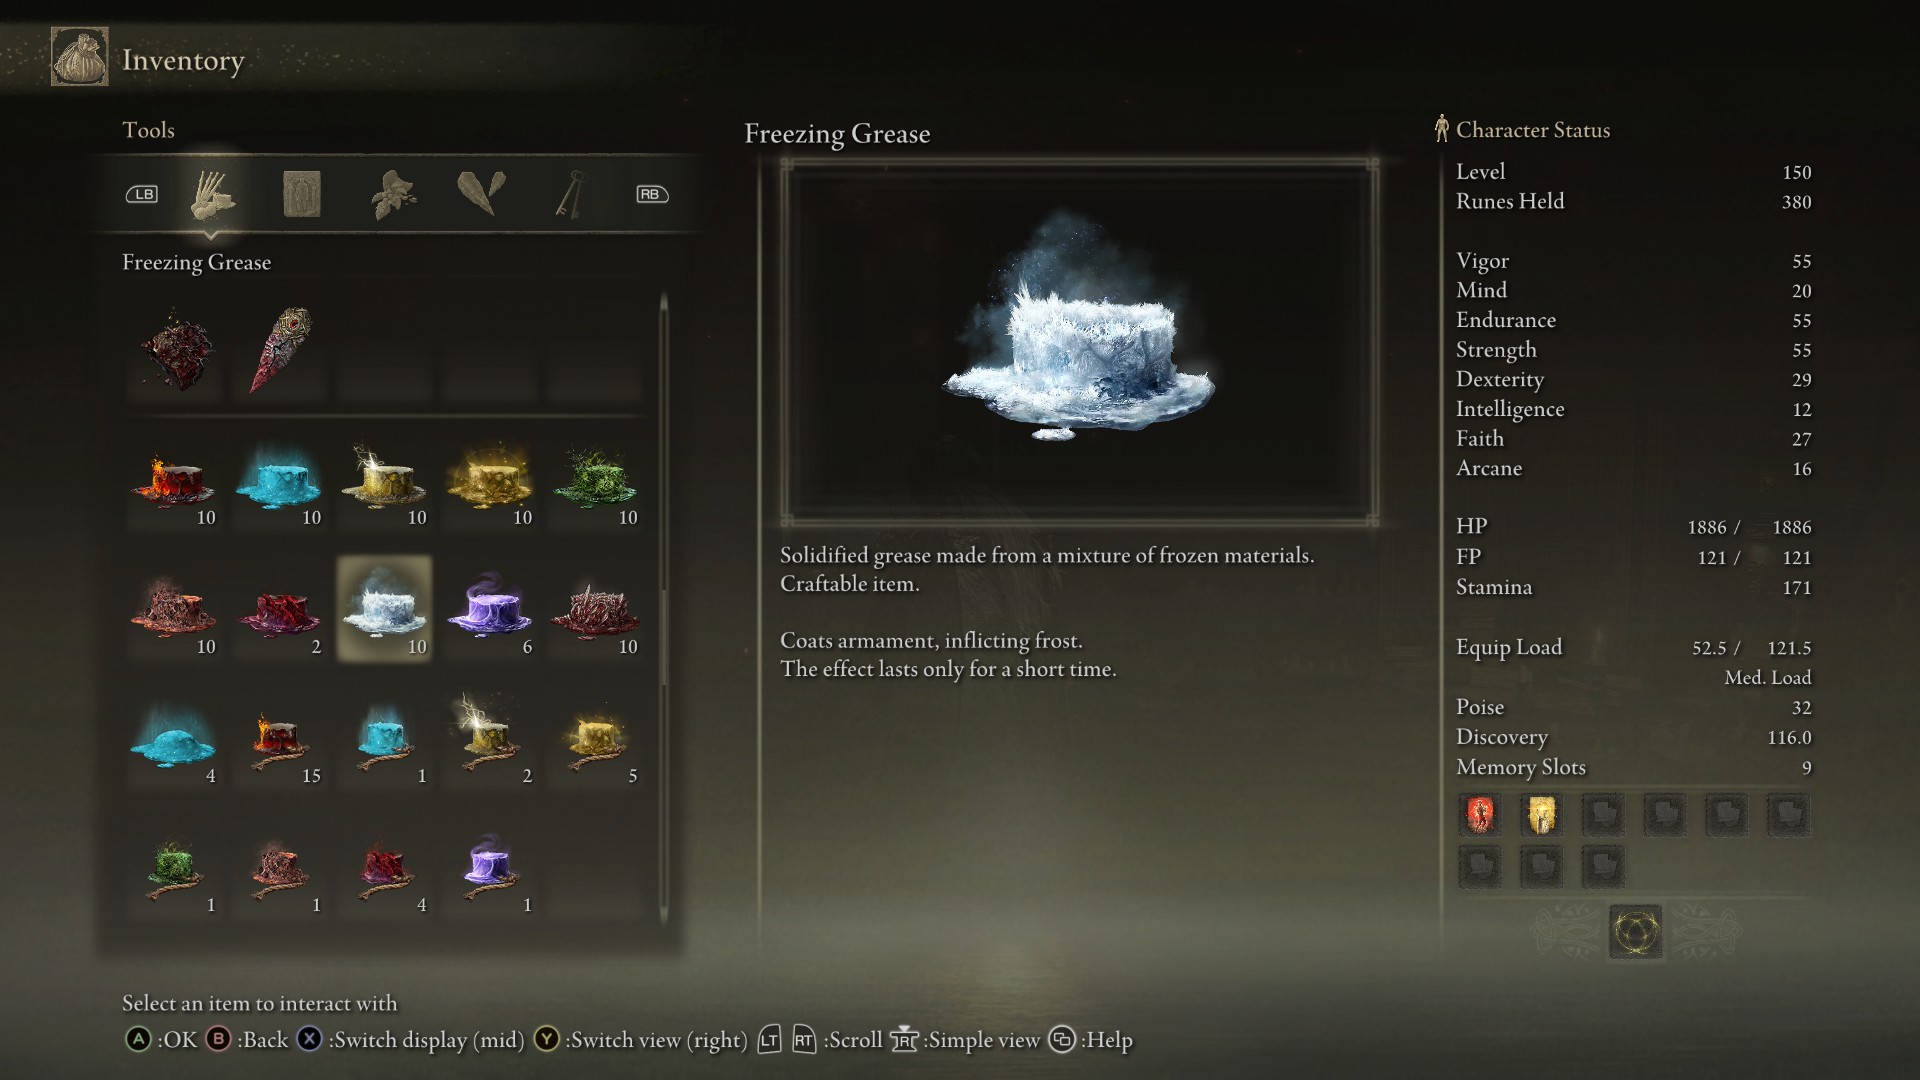 Inventory
Tools
LB
RB
Freezing Grease
10 10 10 10 10
10 2 10 6 10
4 15 1 2 5
1 1 4 1
Freezing Grease
Solidified grease made from a mixture of frozen materials.
Craftable item.
Coats armament, inflicting frost.
The effect lasts only for a short time.
Character Status
Level 150
Runes Held 380
Vigor 55
Mind 20
Endurance 55
Strength 55
Dexterity 29
Intelligence 12
Faith 27
Arcane 16
HP 1886 / 1886
FP 121 / 121
Stamina 171
Equip Load 52.5 / 121.5
Med. Load
Poise 32
Discovery 116.0
Memory Slots 9
Select an item to interact with
A :OK B :Back X :Switch display (mid) Y :Switch view (right) LT RT :Scroll R :Simple view :Help